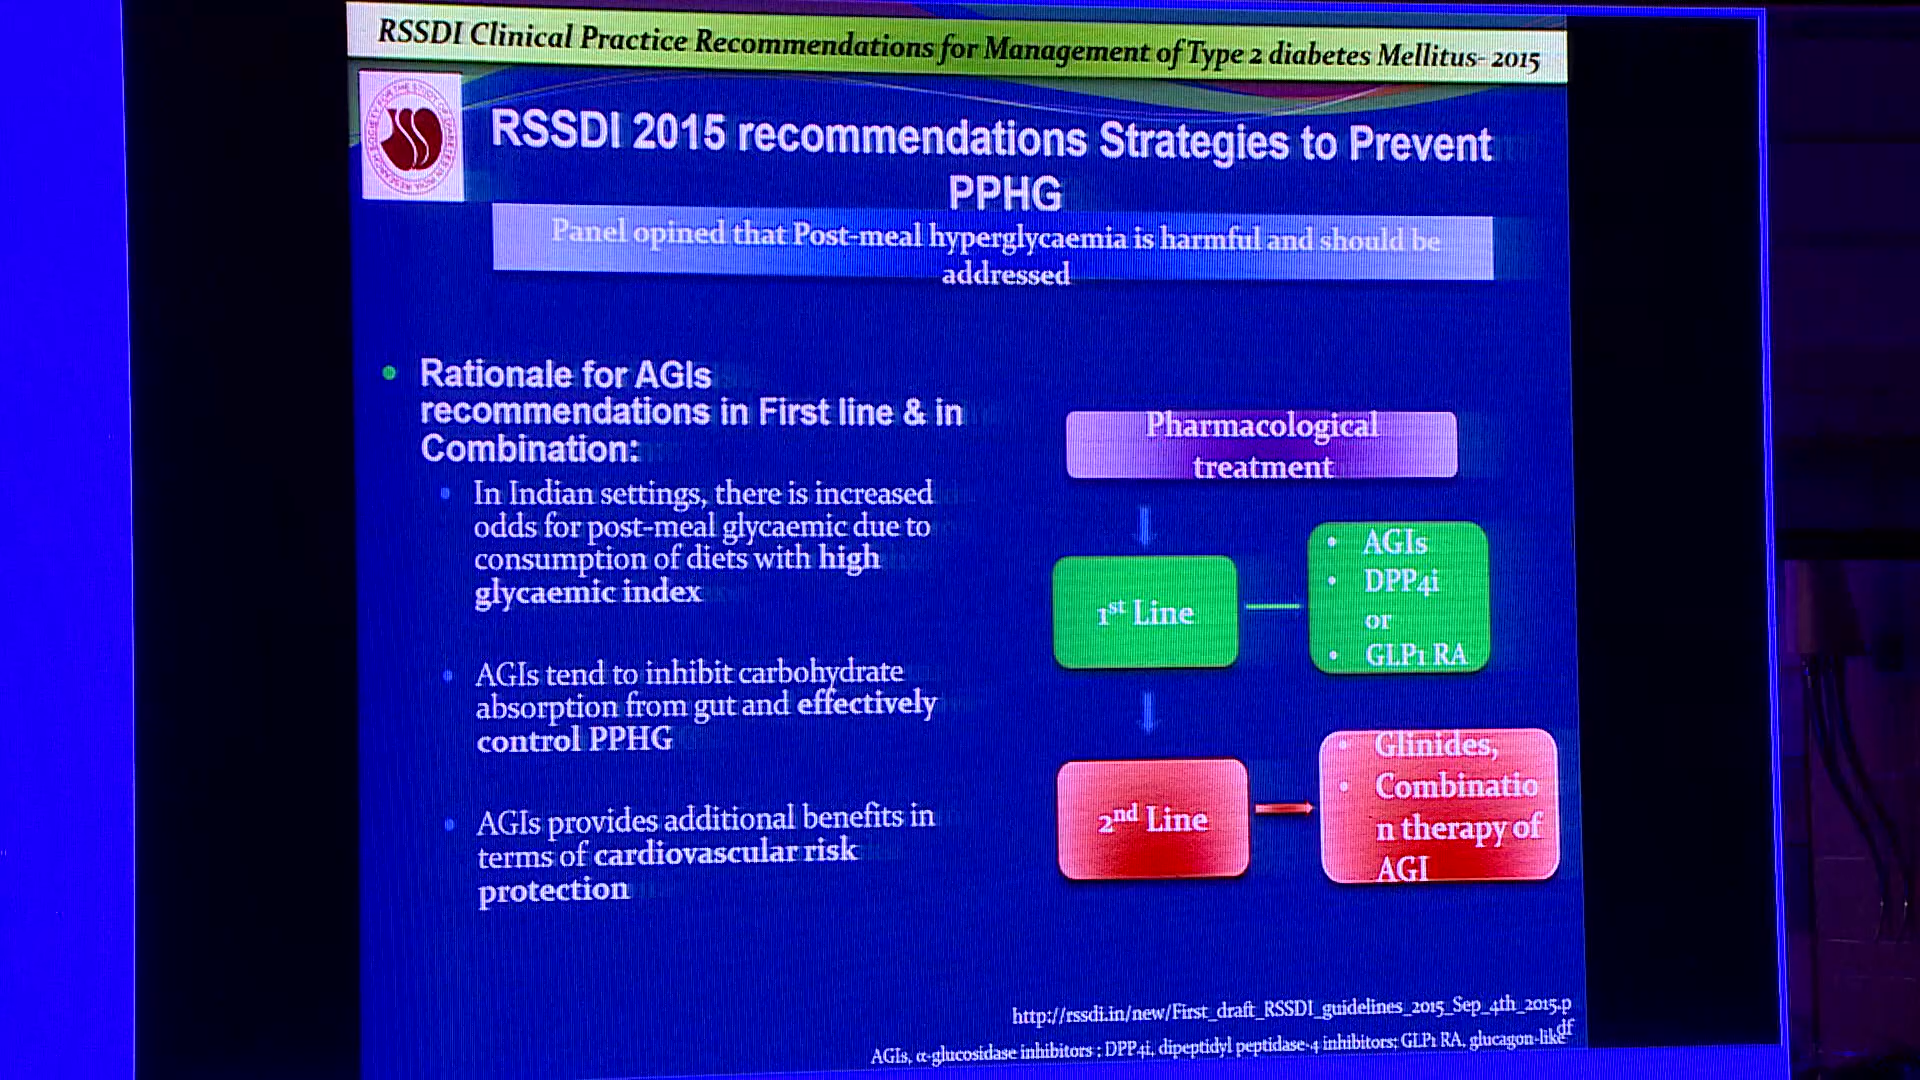 RSSDI Clinical Practice Recommendations for Management of Type 2 diabetes Mellitus- 2015
RSSDI 2015 recommendations Strategies to Prevent
PPHG
Panel opined that Post-meal hyperglycaemia is harmful and should be
addressed
• Rationale for AGIs
recommendations in First line & in
Combination:
• In Indian settings, there is increased
odds for post-meal glycaemic due to
consumption of diets with high
glycaemic index
• AGIs tend to inhibit carbohydrate
absorption from gut and effectively
control PPHG
• AGIs provides additional benefits in
terms of cardiovascular risk
protection
Pharmacological
treatment
1st Line
• AGIs
• DPP4i
or
• GLP1 RA
2nd Line
• Glinides,
• Combinatio
n therapy of
AGI
http://rssdi.in/new/First_draft_RSSDI_guidelines_2015_Sep_4th_2015.p
df
AGIs, α-glucosidase inhibitors ; DPP4i, dipeptidyl peptidase-4 inhibitors; GLP1 RA, glucagon-like